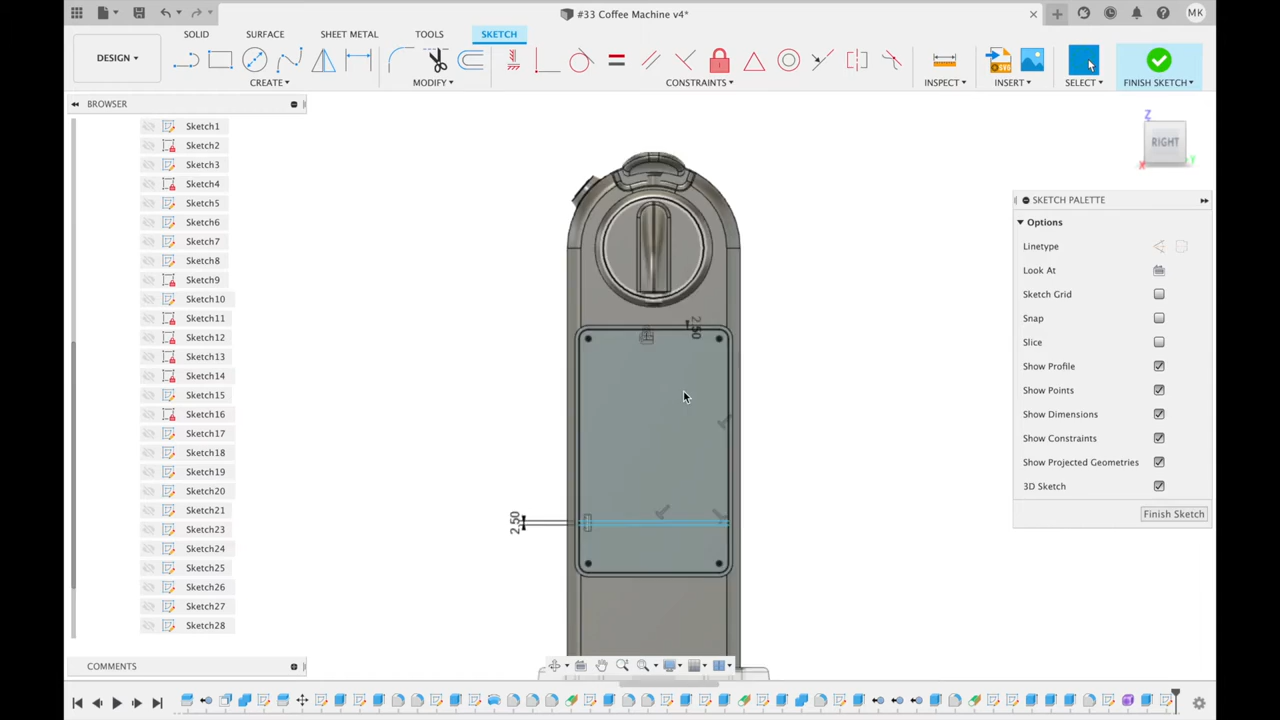 #33 Coffee Machine v4*
MK
DESIGN
SOLID SURFACE SHEET METAL TOOLS SKETCH
CREATE MODIFY CONSTRAINTS INSPECT INSERT SELECT FINISH SKETCH
BROWSER
Sketch1
Sketch2
Sketch3
Sketch4
Sketch5
Sketch6
Sketch7
Sketch8
Sketch9
Sketch10
Sketch11
Sketch12
Sketch13
Sketch14
Sketch15
Sketch16
Sketch17
Sketch18
Sketch19
Sketch20
Sketch21
Sketch23
Sketch24
Sketch25
Sketch26
Sketch27
Sketch28
COMMENTS
2.50
2.50
Z
RIGHT
X
Y
SKETCH PALETTE
Options
Linetype
Look At
Sketch Grid
Snap
Slice
Show Profile
Show Points
Show Dimensions
Show Constraints
Show Projected Geometries
3D Sketch
Finish Sketch